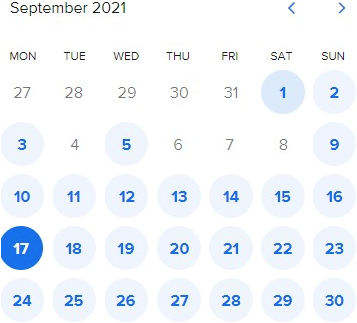 September 2021
MON TUE WED THU FRI SAT SUN
27 28 29 30 31 1 2
3 4 5 6 7 8 9
10 11 12 13 14 15 16
17 18 19 20 21 22 23
24 25 26 27 28 29 30